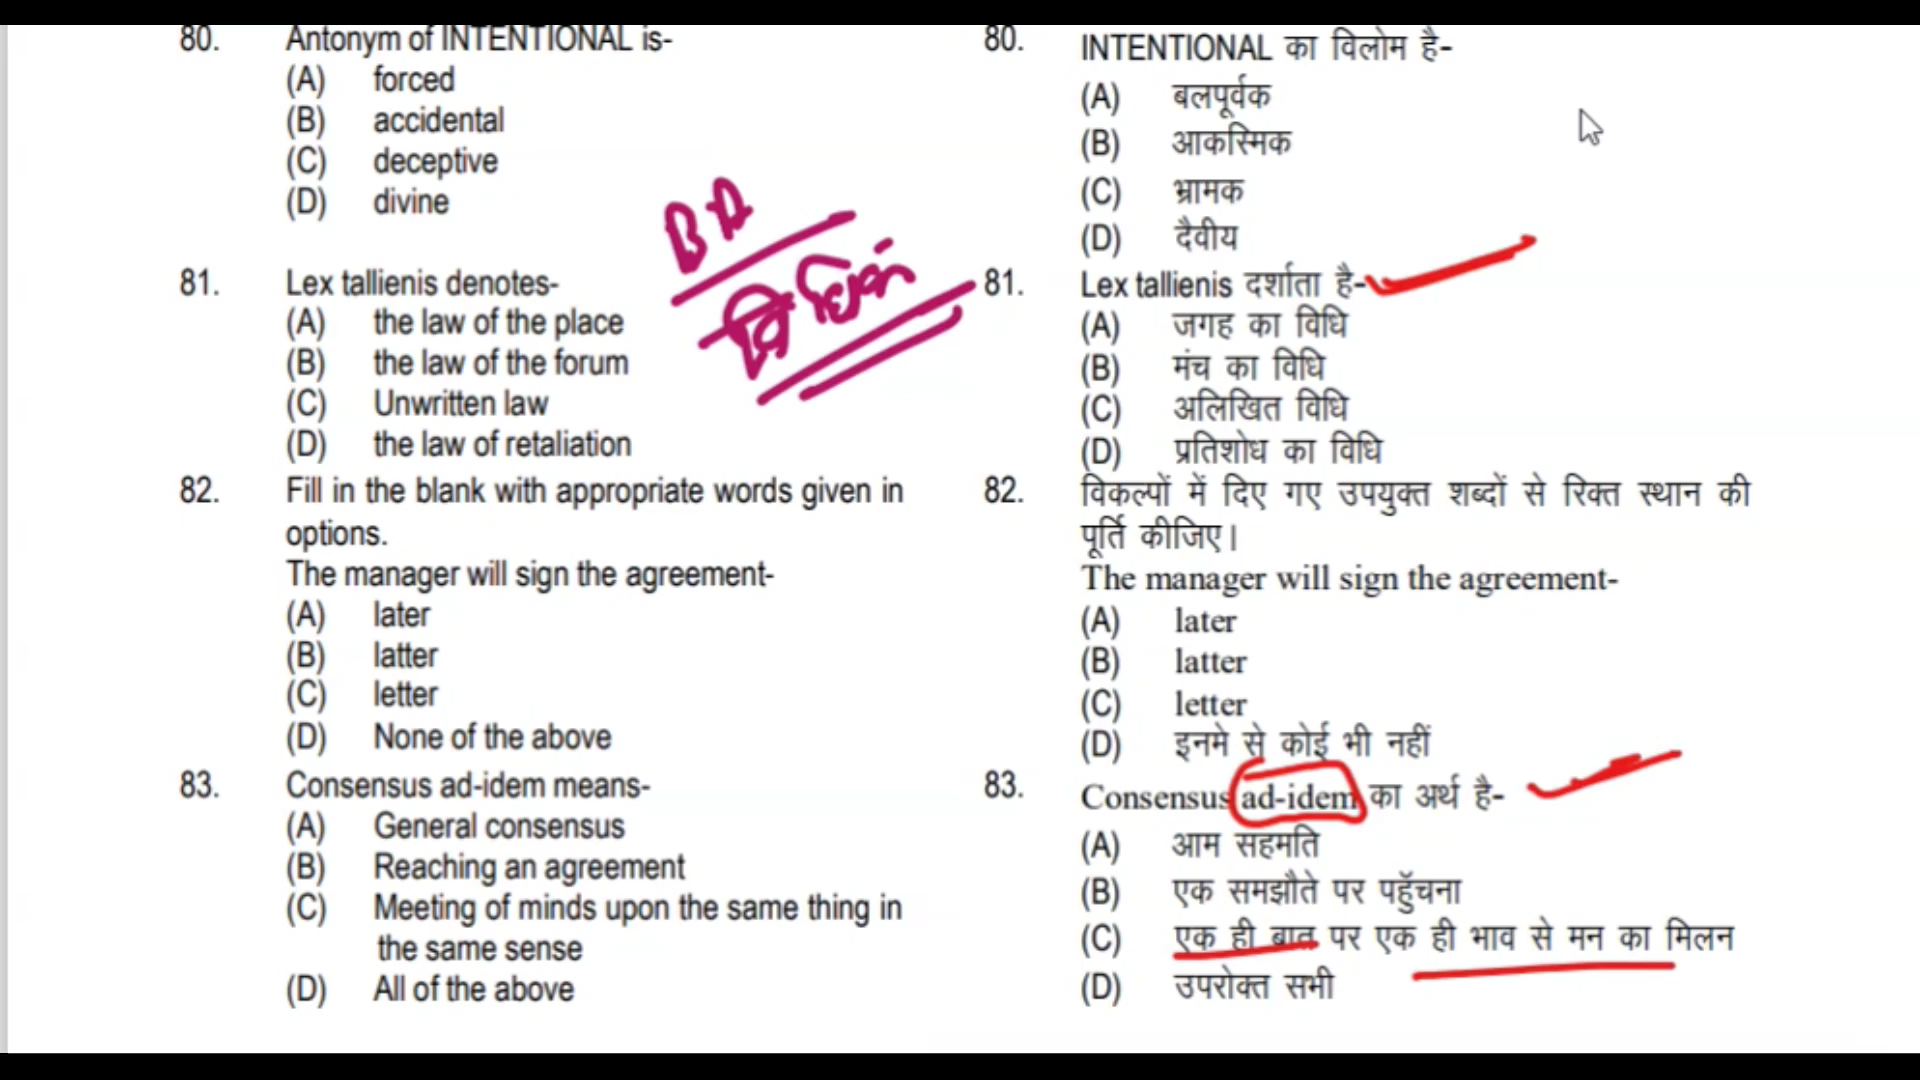 80. Antonym of INTENTIONAL is-
(A) forced
(B) accidental
(C) deceptive
(D) divine
81. Lex tallienis denotes-
(A) the law of the place
(B) the law of the forum
(C) Unwritten law
(D) the law of retaliation
82. Fill in the blank with appropriate words given in
options.
The manager will sign the agreement-
(A) later
(B) latter
(C) letter
(D) None of the above
83. Consensus ad-idem means-
(A) General consensus
(B) Reaching an agreement
(C) Meeting of minds upon the same thing in
the same sense
(D) All of the above
BA
80. INTENTIONAL का विलोम है-
(A) बलपूर्वक
(B) आकस्मिक
(C) भ्रामक
(D) दैवीय
81. Lex tallienis दर्शाता है-
(A) जगह का विधि
(B) मंच का विधि
(C) अलिखित विधि
(D) प्रतिशोध का विधि
82. विकल्पों में दिए गए उपयुक्त शब्दों से रिक्त स्थान की
पूर्ति कीजिए।
The manager will sign the agreement-
(A) later
(B) latter
(C) letter
(D) इनमे से कोई भी नहीं
83. Consensus ad-idem का अर्थ है-
(A) आम सहमति
(B) एक समझौते पर पहुँचना
(C) एक ही बात पर एक ही भाव से मन का मिलन
(D) उपरोक्त सभी